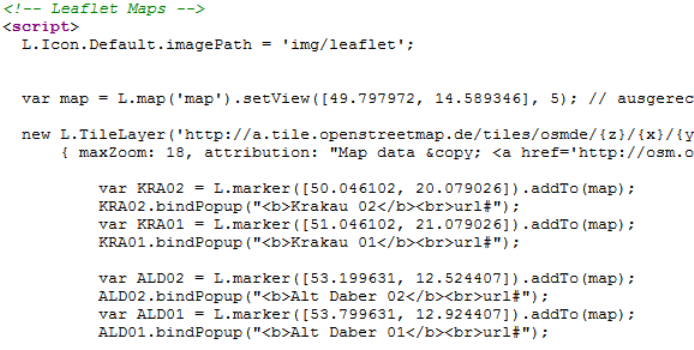 <!-- Leaflet Maps -->
<script>
L.Icon.Default.imagePath = 'img/leaflet';
var map = L.map('map').setView([49.797972, 14.589346], 5); // ausgerec
new L.TileLayer('http://a.tile.openstreetmap.de/tiles/osmde/{z}/{x}/{y
{ maxZoom: 18, attribution: "Map data &copy; <a href='http://osm.o
var KRA02 = L.marker([50.046102, 20.079026]).addTo(map);
KRA02.bindPopup("<b>Krakau 02</b><br>url#");
var KRA01 = L.marker([51.046102, 21.079026]).addTo(map);
KRA01.bindPopup("<b>Krakau 01</b><br>url#");
var ALD02 = L.marker([53.199631, 12.524407]).addTo(map);
ALD02.bindPopup("<b>Alt Daber 02</b><br>url#");
var ALD01 = L.marker([53.799631, 12.924407]).addTo(map);
ALD01.bindPopup("<b>Alt Daber 01</b><br>url#");